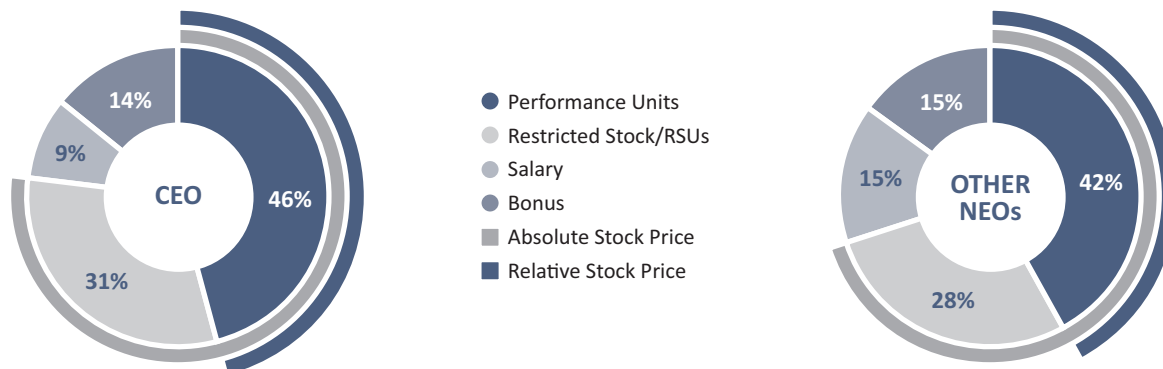 14%
9%
CEO
46%
31%
Performance Units
Restricted Stock/RSUs
Salary
Bonus
Absolute Stock Price
Relative Stock Price
15%
15%
OTHER
NEOs
42%
28%